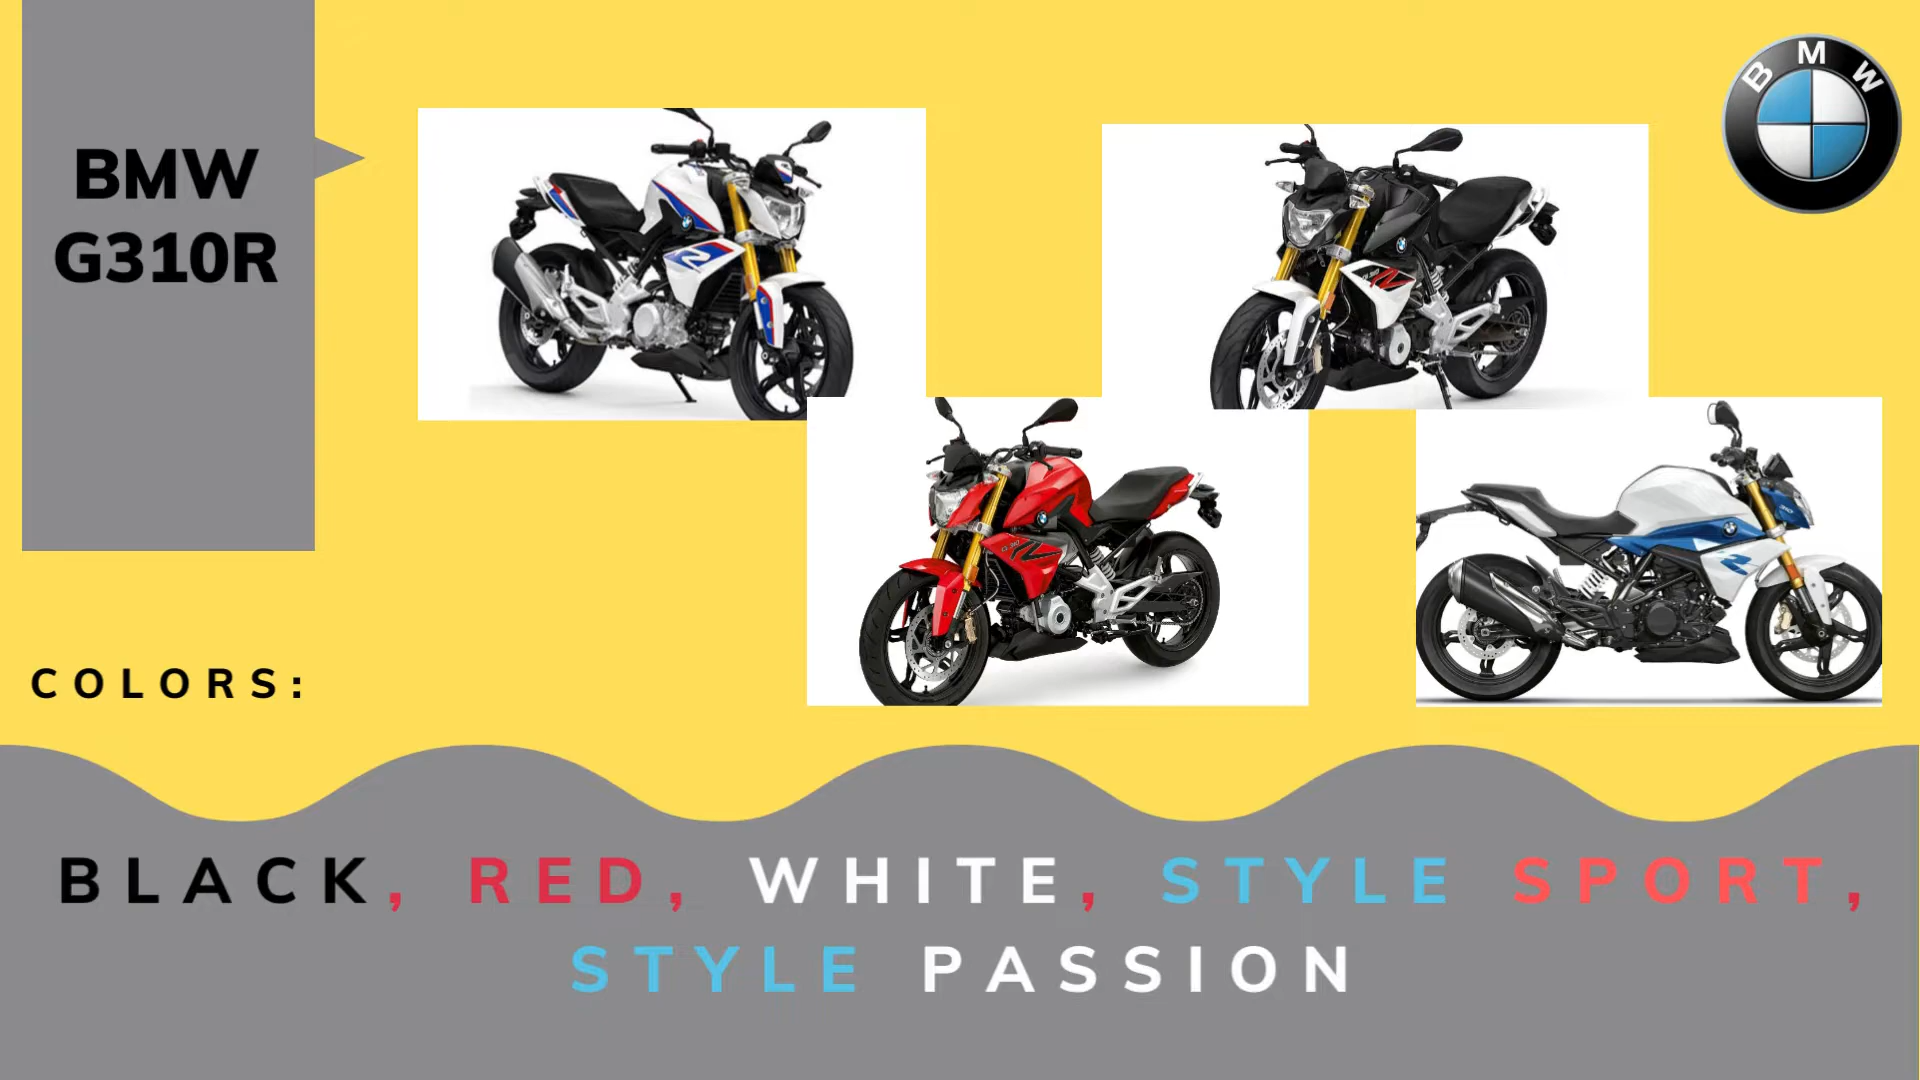 BMW
G310R
BMW
COLORS:
BLACK, RED, WHITE, STYLE SPORT,
STYLE PASSION